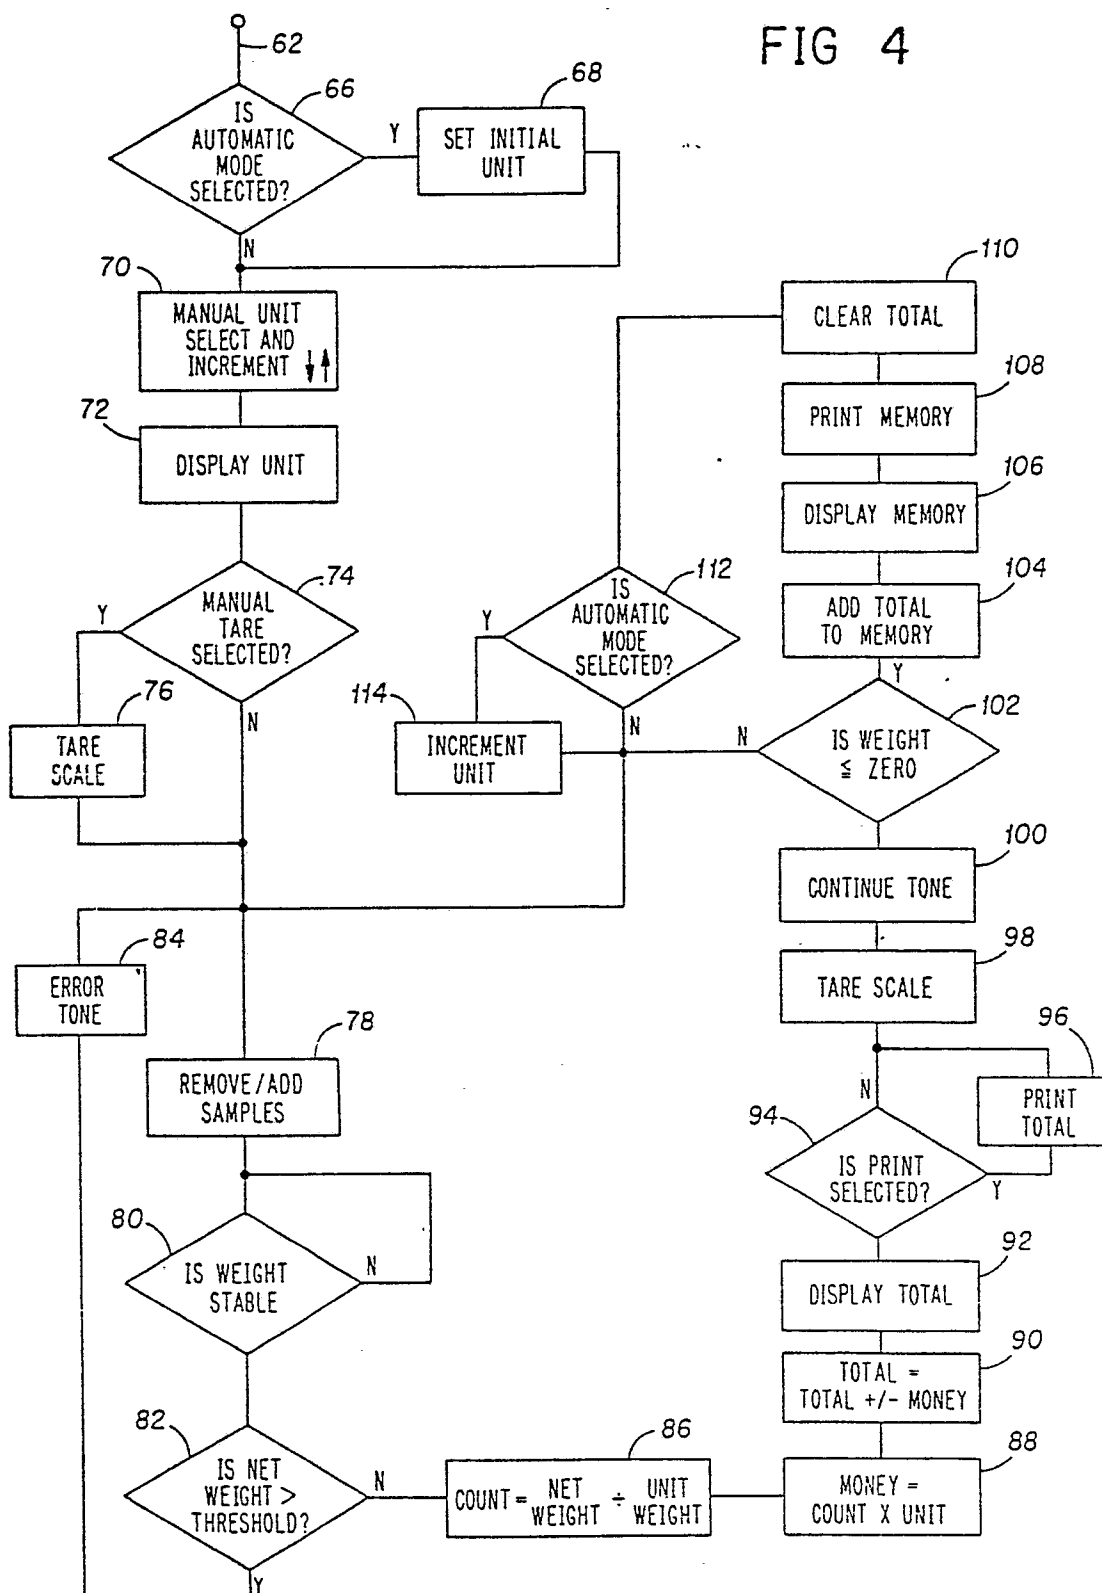 FIG 4
62
66
IS
AUTOMATIC
MODE
SELECTED?
Y
N
68
SET INITIAL
UNIT
70
MANUAL UNIT
SELECT AND
INCREMENT
72
DISPLAY UNIT
74
MANUAL
TARE
SELECTED?
Y
N
76
TARE
SCALE
84
ERROR
TONE
78
REMOVE/ADD
SAMPLES
80
IS WEIGHT
STABLE
N
82
IS NET
WEIGHT >
THRESHOLD?
N
Y
86
COUNT = NET WEIGHT ÷ UNIT WEIGHT
88
MONEY =
COUNT X UNIT
90
TOTAL =
TOTAL +/- MONEY
92
DISPLAY TOTAL
94
IS PRINT
SELECTED?
N
Y
96
PRINT
TOTAL
98
TARE SCALE
100
CONTINUE TONE
102
IS WEIGHT
≦ ZERO
N
Y
104
ADD TOTAL
TO MEMORY
106
DISPLAY MEMORY
108
PRINT MEMORY
110
CLEAR TOTAL
112
IS
AUTOMATIC
MODE
SELECTED?
Y
N
114
INCREMENT
UNIT